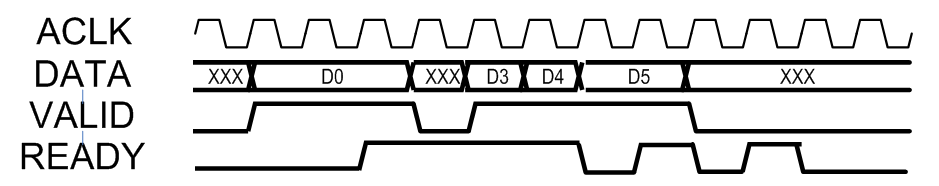 ACLK
DATA XXX D0 XXX D3 D4 D5 XXX
VALID
READY